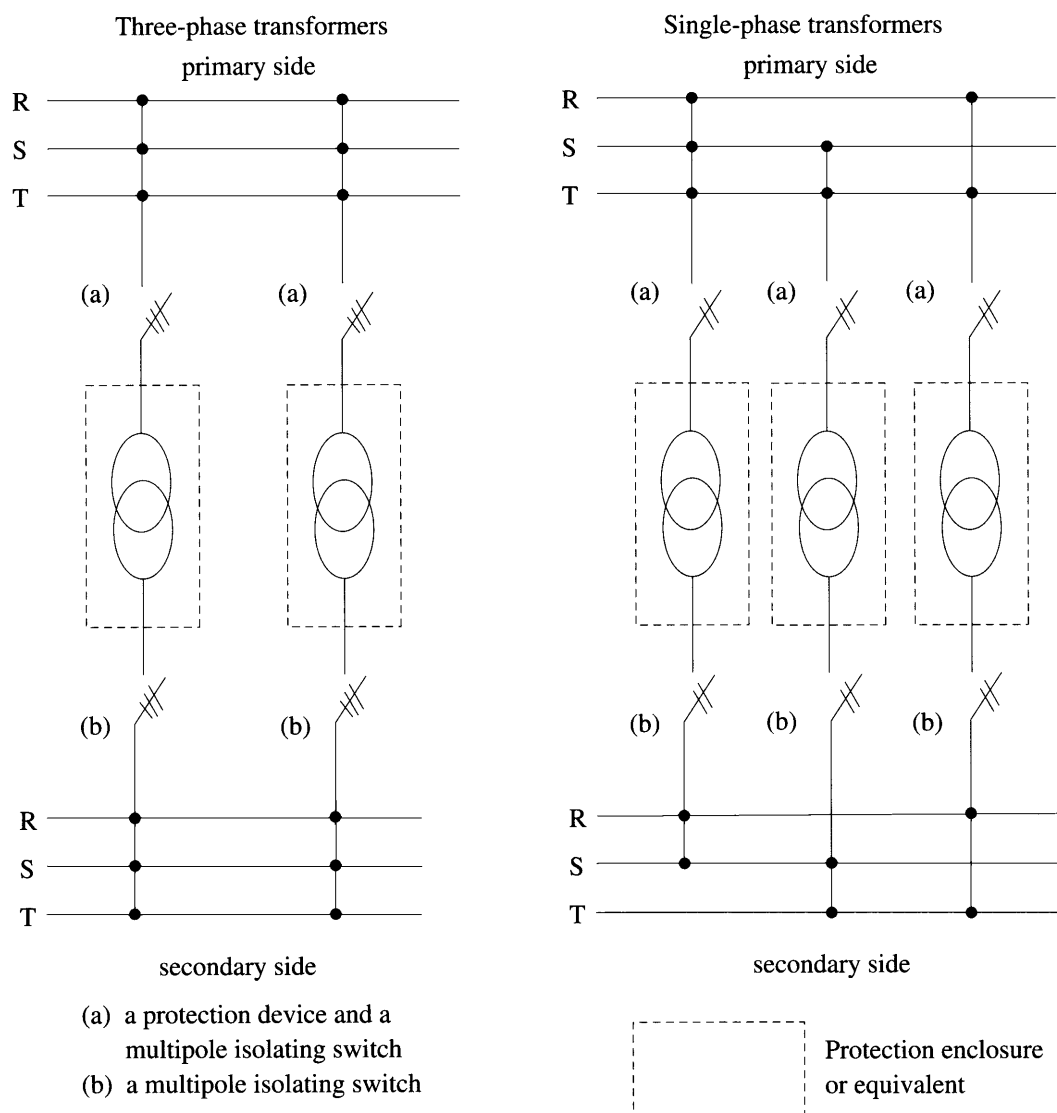 Three-phase transformers
primary side
R
S
T
(a)
(a)
(b)
(b)
R
S
T
secondary side
(a) a protection device and a
multipole isolating switch
(b) a multipole isolating switch
Single-phase transformers
primary side
R
S
T
(a)
(a)
(a)
(b)
(b)
(b)
R
S
T
secondary side
Protection enclosure
or equivalent